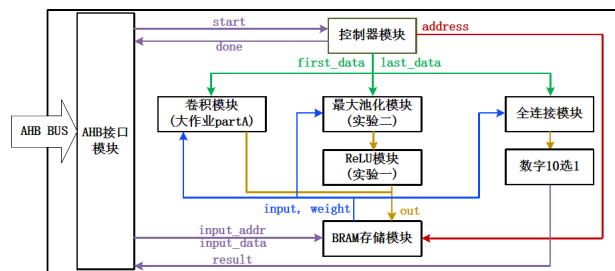 start
控制器模块
address
done
first_data
last_data
卷积模块
(大作业partA)
最大池化模块
(实验二)
全连接模块
AHB BUS
AHB接口
模块
ReLU模块
(实验一)
数字10选1
input, weight
out
input_addr
input_data
BRAM存储模块
result